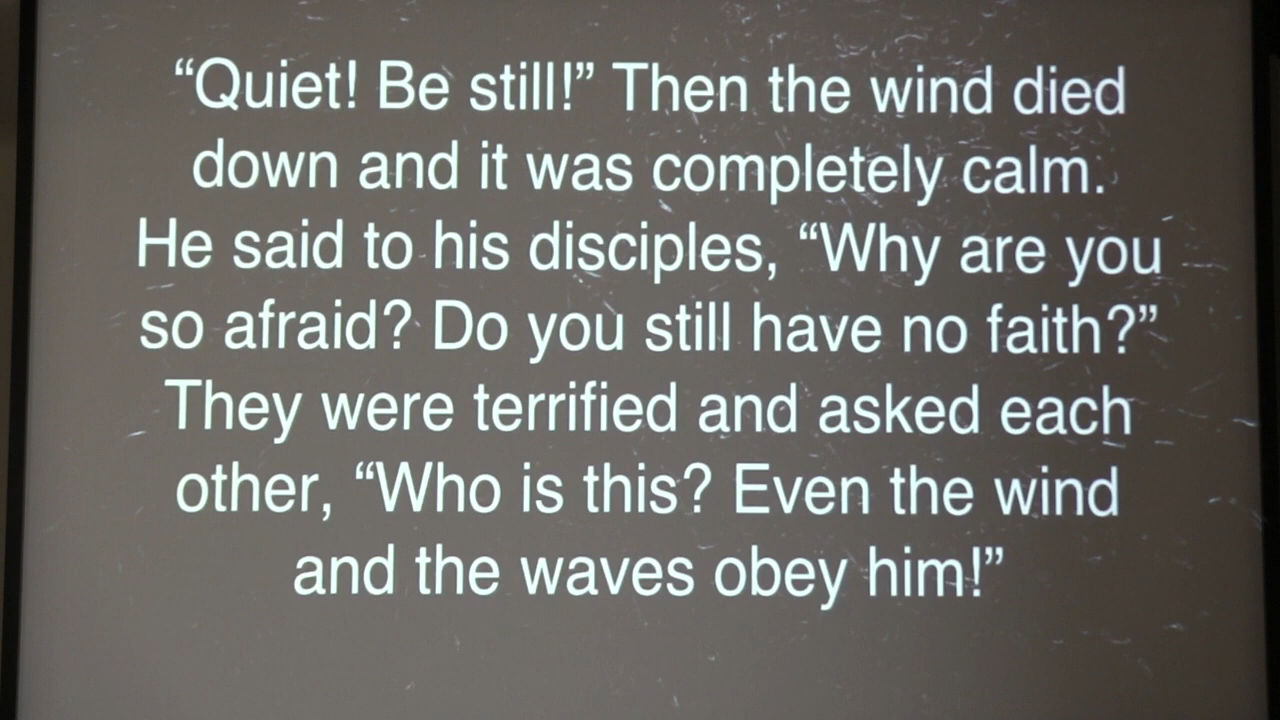 “Quiet! Be still!” Then the wind died
down and it was completely calm.
He said to his disciples, “Why are you
so afraid? Do you still have no faith?”
They were terrified and asked each
other, “Who is this? Even the wind
and the waves obey him!”